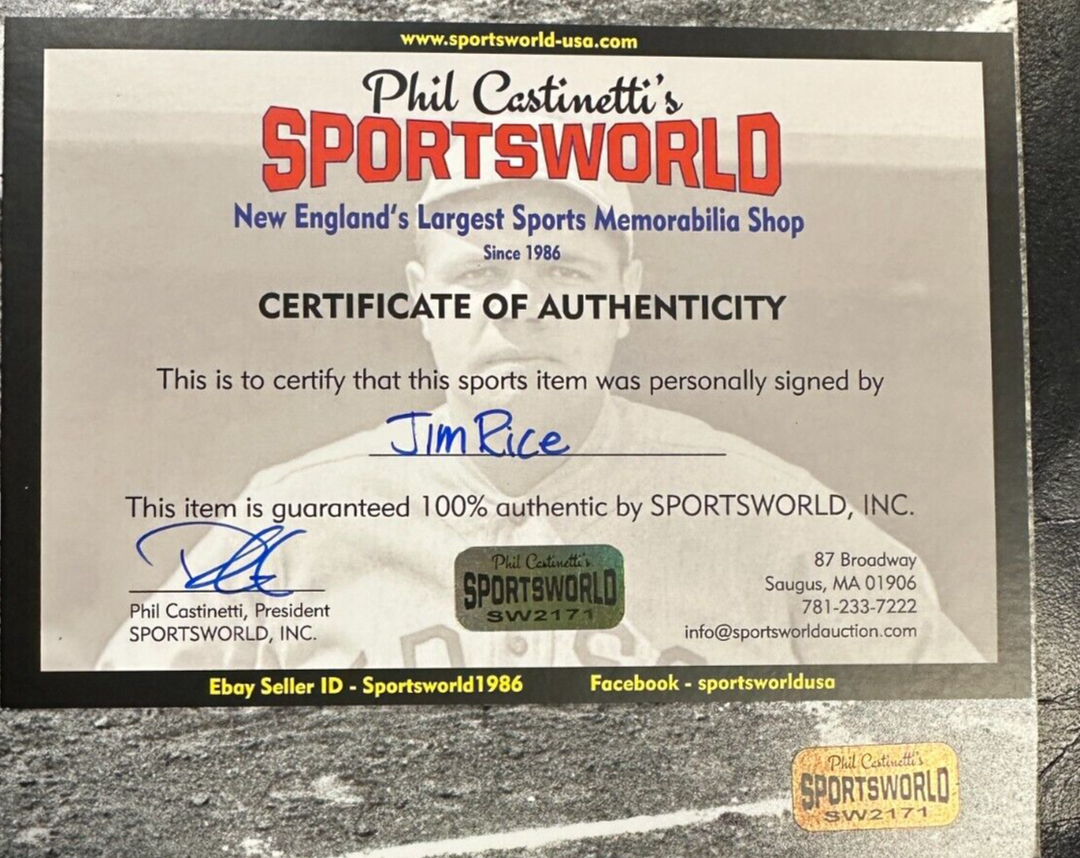 www.sportsworld-usa.com
Phil Castinetti's
SPORTSWORLD
New England's Largest Sports Memorabilia Shop
Since 1986
CERTIFICATE OF AUTHENTICITY
This is to certify that this sports item was personally signed by
Jim Rice
This item is guaranteed 100% authentic by SPORTSWORLD, INC.
Phil Castinetti, President
SPORTSWORLD, INC.
Phil Castinetti's
SPORTSWORLD
SW2171
87 Broadway
Saugus, MA 01906
781-233-7222
info@sportsworldauction.com
Ebay Seller ID - Sportsworld1986
Facebook - sportsworldusa
Phil Castinetti's
SPORTSWORLD
SW2171